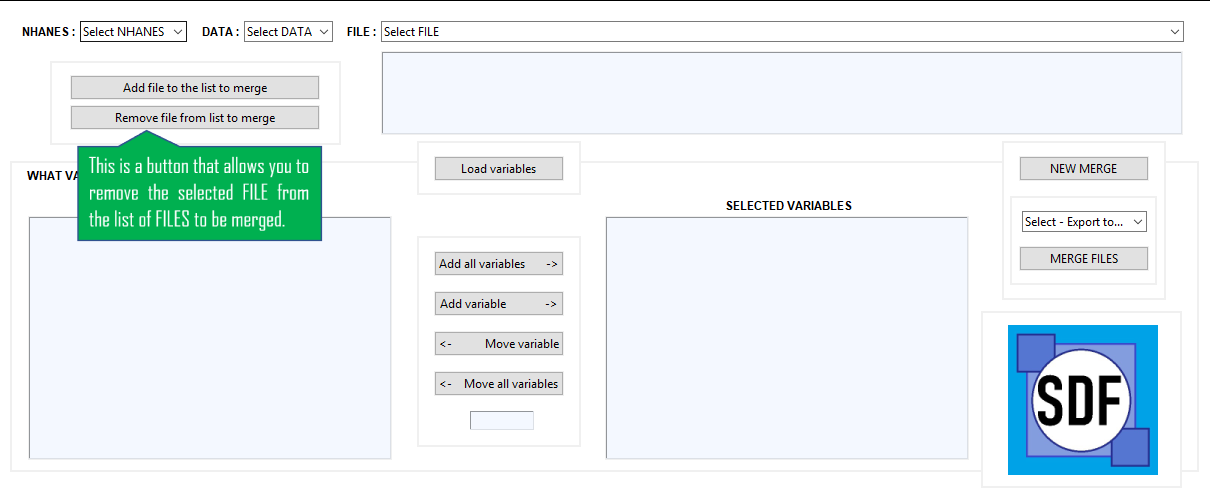 NHANES : Select NHANES DATA : Select DATA FILE : Select FILE
Add file to the list to merge
Remove file from list to merge
This is a button that allows you to
remove the selected FILE from
the list of FILES to be merged.
WHAT VA
Load variables
Add all variables ->
Add variable ->
<- Move variable
<- Move all variables
SELECTED VARIABLES
NEW MERGE
Select - Export to...
MERGE FILES
SDF